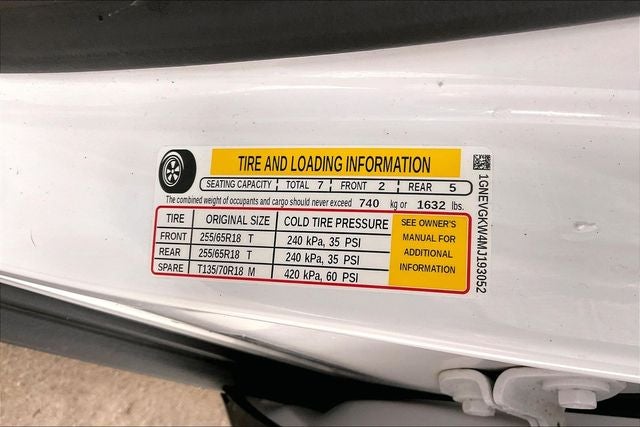 TIRE AND LOADING INFORMATION
SEATING CAPACITY TOTAL 7 FRONT 2 REAR 5
The combined weight of occupants and cargo should never exceed 740 kg or 1632 lbs.
TIRE ORIGINAL SIZE COLD TIRE PRESSURE
FRONT 255/65R18 T 240 kPa, 35 PSI
REAR 255/65R18 T 240 kPa, 35 PSI
SPARE T135/70R18 M 420 kPa, 60 PSI
SEE OWNER'S
MANUAL FOR
ADDITIONAL
INFORMATION
1GNEVGKW4MJ193052